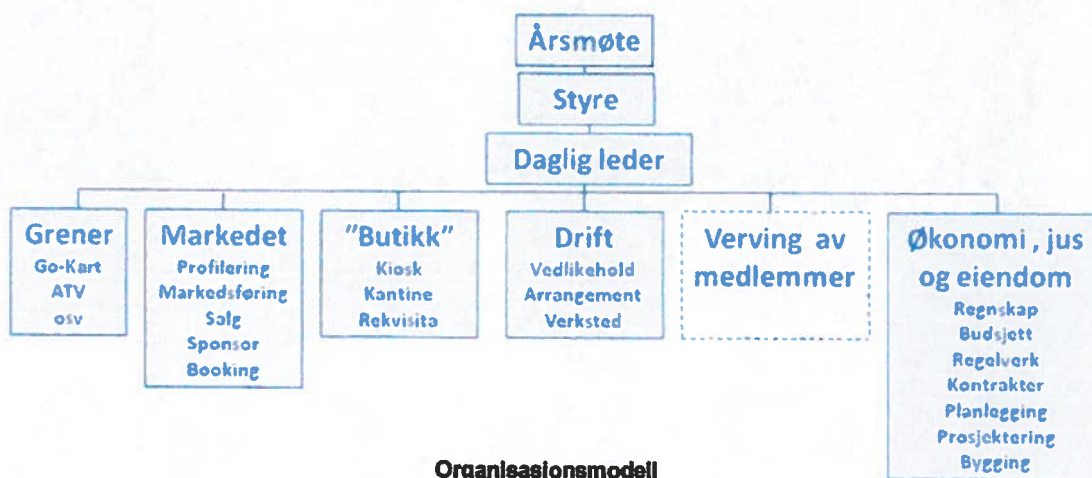 Årsmøte
Styre
Daglig leder
Grener
Go-Kart
ATV
osv
Markedet
Profilering
Markedsføring
Salg
Sponsor
Booking
"Butikk"
Kiosk
Kantine
Rekvisita
Drift
Vedlikehold
Arrangement
Verksted
Verving av
medlemmer
Økonomi , jus
og eiendom
Regnskap
Budsjett
Regelverk
Kontrakter
Planlegging
Prosjektering
Bygging
Organisasjonsmodell